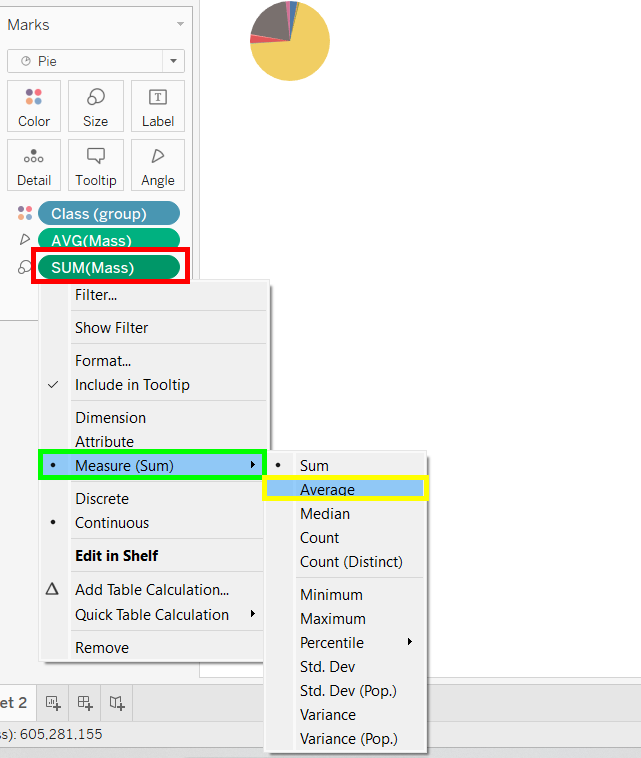 Marks
Pie
Color Size Label
Detail Tooltip Angle
Class (group)
AVG(Mass)
SUM(Mass)
Filter...
Show Filter
Format...
Include in Tooltip
Dimension
Attribute
Measure (Sum)
Discrete
Continuous
Edit in Shelf
Add Table Calculation...
Quick Table Calculation
Remove
Sum
Average
Median
Count
Count (Distinct)
Minimum
Maximum
Percentile
Std. Dev
Std. Dev (Pop.)
Variance
Variance (Pop.)
et 2
s): 605,281,155